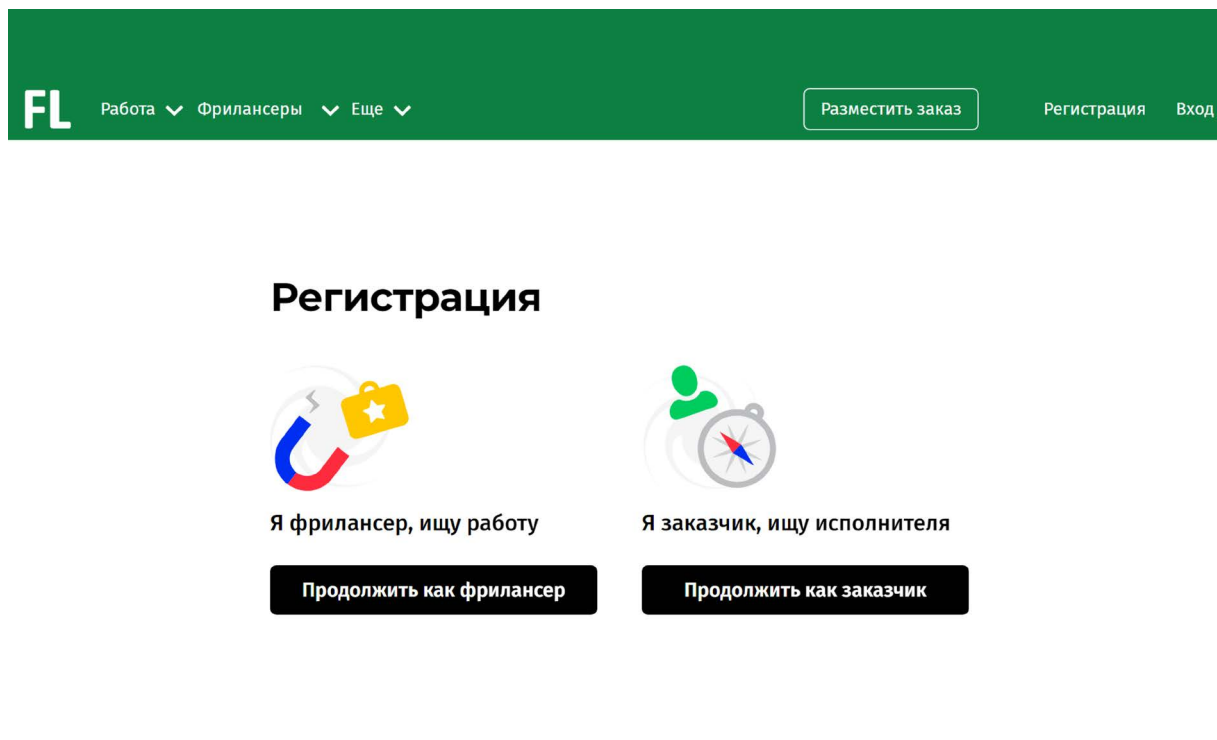 FL Работа Фрилансеры Еще Разместить заказ Регистрация Вход
Регистрация
Я фрилансер, ищу работу
Продолжить как фрилансер
Я заказчик, ищу исполнителя
Продолжить как заказчик